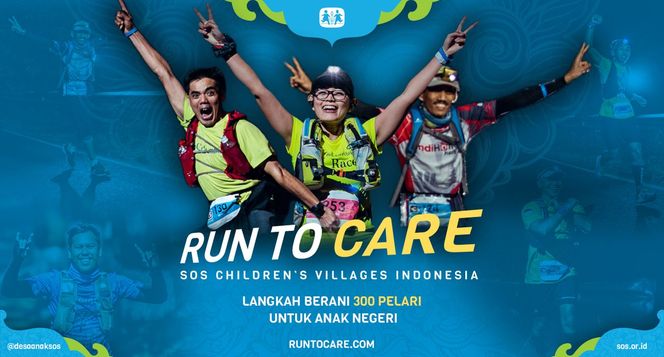 RUN TO CARE
SOS CHILDREN`S VILLAGES INDONESIA
LANGKAH BERANI 300 PELARI
UNTUK ANAK NEGERI
RUNTOCARE.COM
@desaanaksos
sos.or.id
253